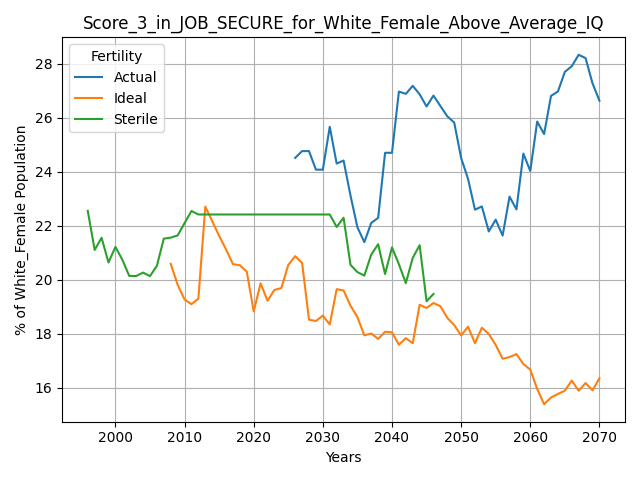 Score_3_in_JOB_SECURE_for_White_Female_Above_Average_IQ
Fertility
Actual
Ideal
Sterile
% of White_Female Population
28
26
24
22
20
18
16
2000 2010 2020 2030 2040 2050 2060 2070
Years